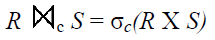 R ⋈c S = σc(R X S)